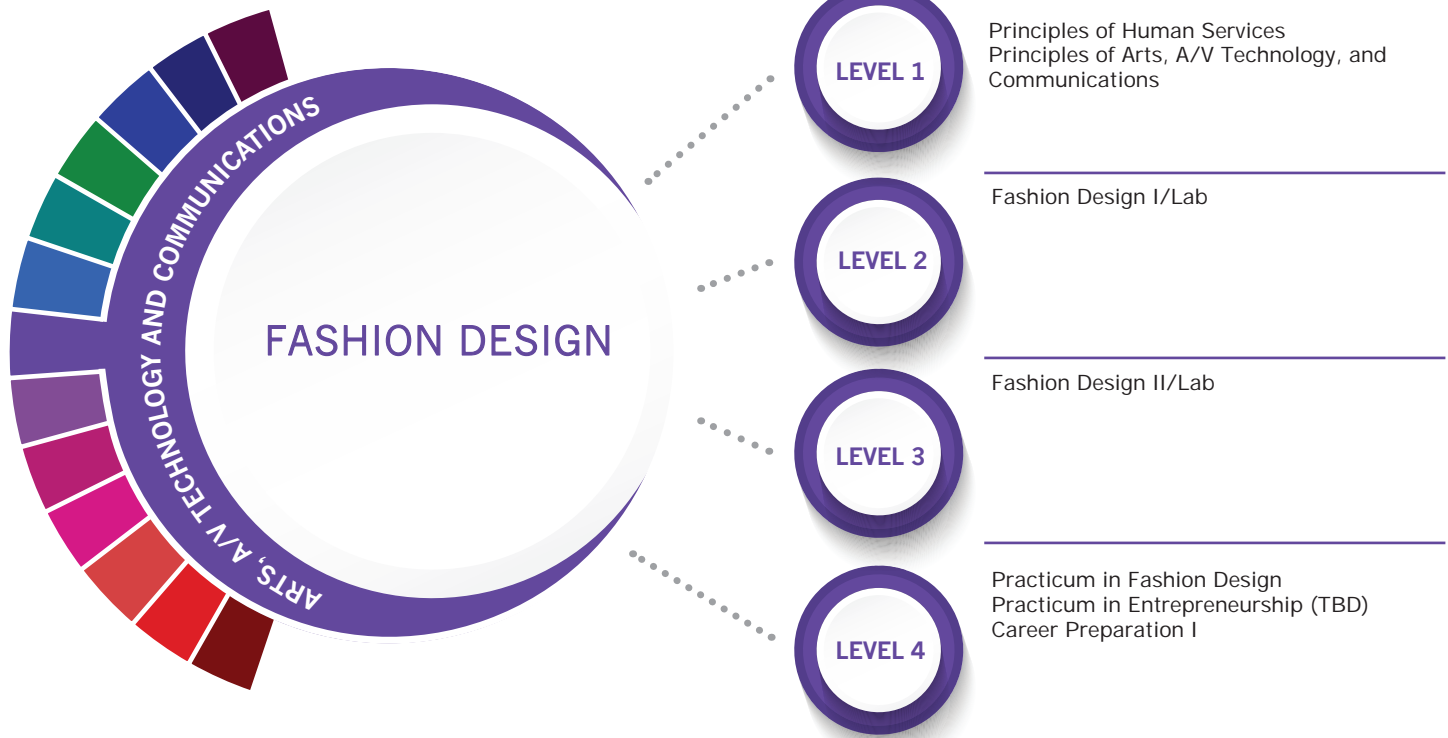 ARTS, A/V TECHNOLOGY AND COMMUNICATIONS
FASHION DESIGN
LEVEL 1
Principles of Human Services
Principles of Arts, A/V Technology, and
Communications
LEVEL 2
Fashion Design I/Lab
LEVEL 3
Fashion Design II/Lab
LEVEL 4
Practicum in Fashion Design
Practicum in Entrepreneurship (TBD)
Career Preparation I